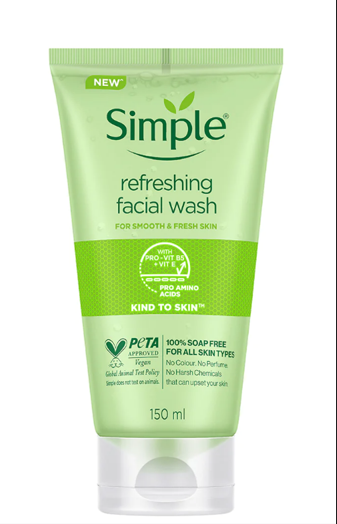 NEW
Simple®
refreshing
facial wash
FOR SMOOTH & FRESH SKIN
WITH
PRO-VIT B5
+ VIT E
PRO AMINO
ACIDS
KIND TO SKIN™
PETA
APPROVED
Vegan
Global Animal Test Policy
Simple does not test on animals.
100% SOAP FREE
FOR ALL SKIN TYPES
No Colour, No Perfume,
No Harsh Chemicals
that can upset your skin
150 ml